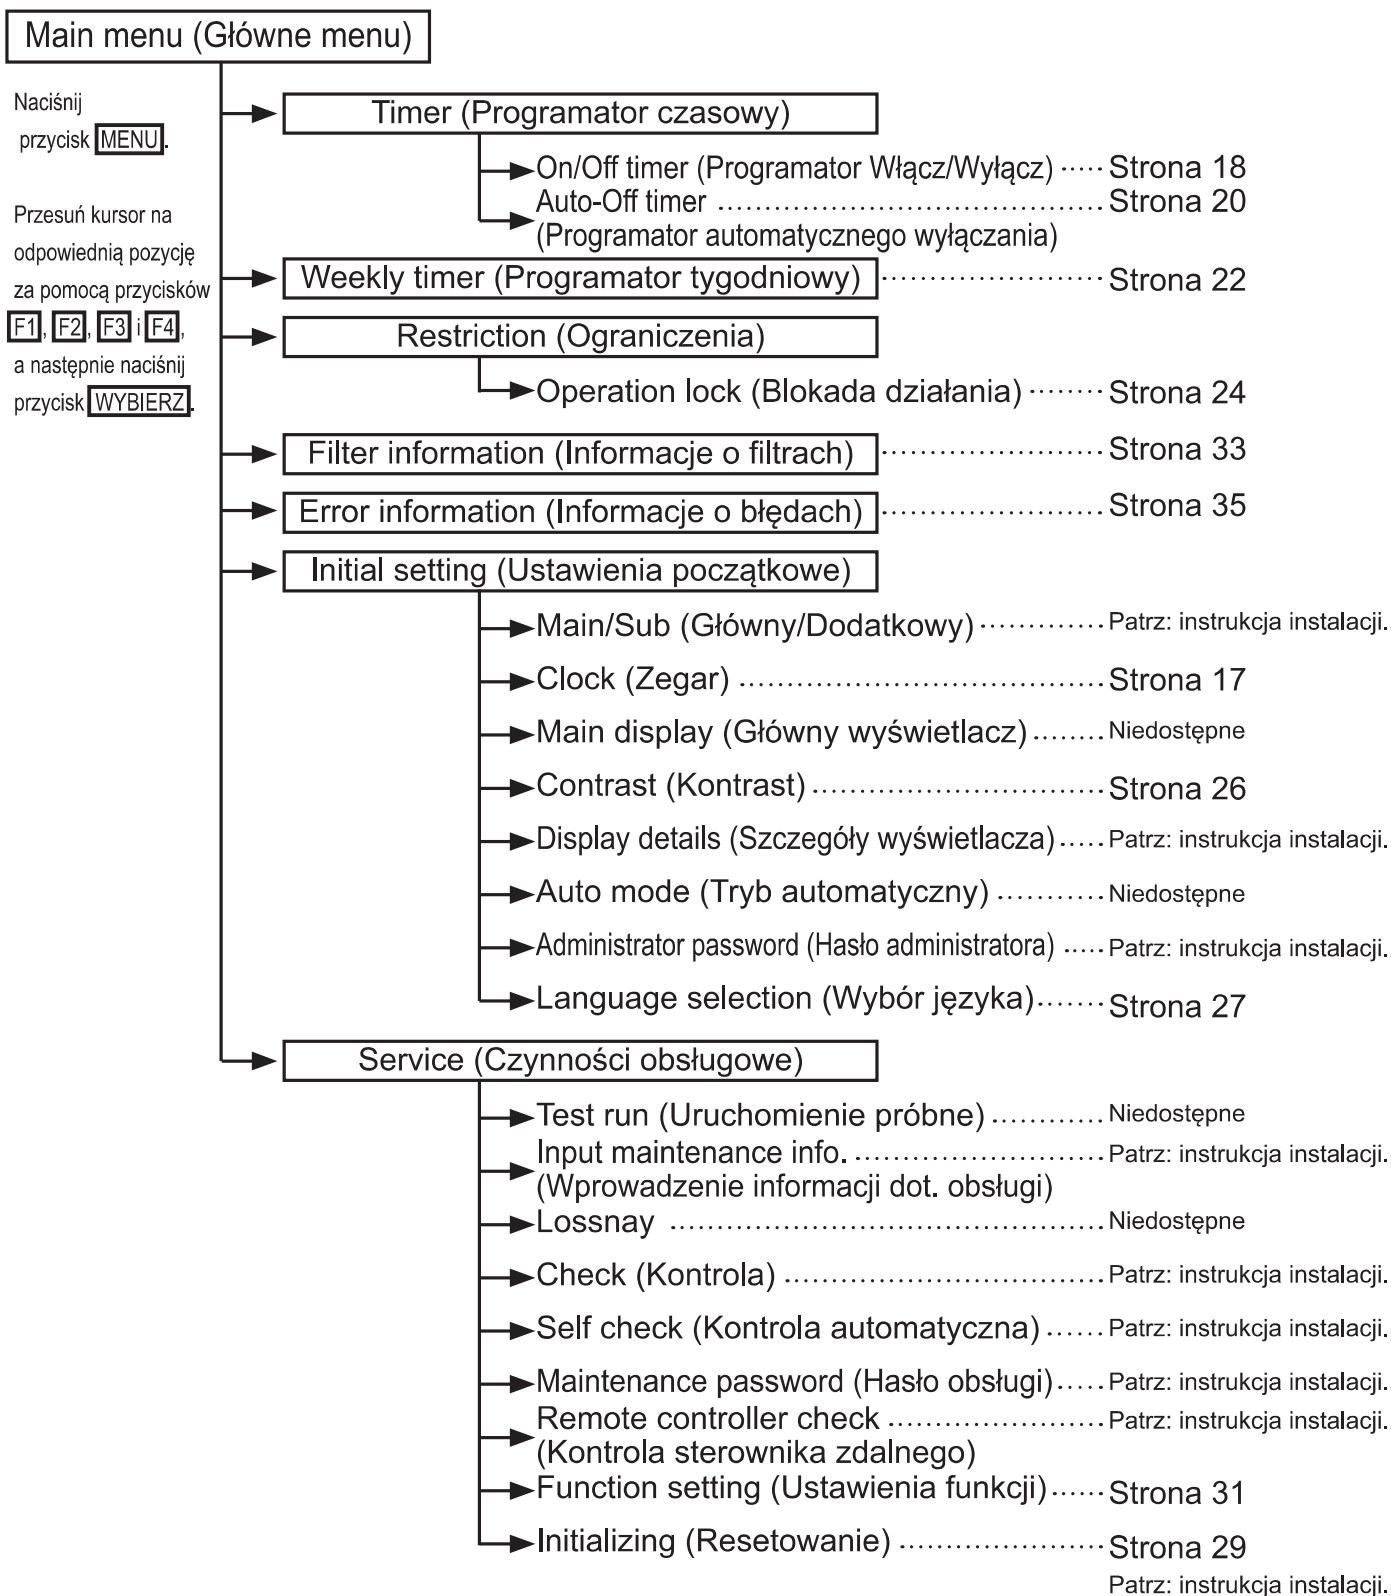 Main menu (Główne menu)
Naciśnij
przycisk MENU.
Przesuń kursor na
odpowiednią pozycję
za pomocą przycisków
F1, F2, F3 i F4,
a następnie naciśnij
przycisk WYBIERZ.
Timer (Programator czasowy)
On/Off timer (Programator Włącz/Wyłącz) ····· Strona 18
Auto-Off timer ······································ Strona 20
(Programator automatycznego wyłączania)
Weekly timer (Programator tygodniowy) ······················ Strona 22
Restriction (Ograniczenia)
Operation lock (Blokada działania) ········ Strona 24
Filter information (Informacje o filtrach) ······················ Strona 33
Error information (Informacje o błędach) ······················ Strona 35
Initial setting (Ustawienia początkowe)
Main/Sub (Główny/Dodatkowy) ············· Patrz: instrukcja instalacji.
Clock (Zegar) ···································· Strona 17
Main display (Główny wyświetlacz) ········ Niedostępne
Contrast (Kontrast) ····························· Strona 26
Display details (Szczegóły wyświetlacza) ····· Patrz: instrukcja instalacji.
Auto mode (Tryb automatyczny) ··········· Niedostępne
Administrator password (Hasło administratora) ····· Patrz: instrukcja instalacji.
Language selection (Wybór języka) ······· Strona 27
Service (Czynności obsługowe)
Test run (Uruchomienie próbne) ··········· Niedostępne
Input maintenance info. ························· Patrz: instrukcja instalacji.
(Wprowadzenie informacji dot. obsługi)
Lossnay ··········································· Niedostępne
Check (Kontrola) ································ Patrz: instrukcja instalacji.
Self check (Kontrola automatyczna) ······ Patrz: instrukcja instalacji.
Maintenance password (Hasło obsługi) ····· Patrz: instrukcja instalacji.
Remote controller check ······················ Patrz: instrukcja instalacji.
(Kontrola sterownika zdalnego)
Function setting (Ustawienia funkcji) ······ Strona 31
Initializing (Resetowanie) ····················· Strona 29
Patrz: instrukcja instalacji.